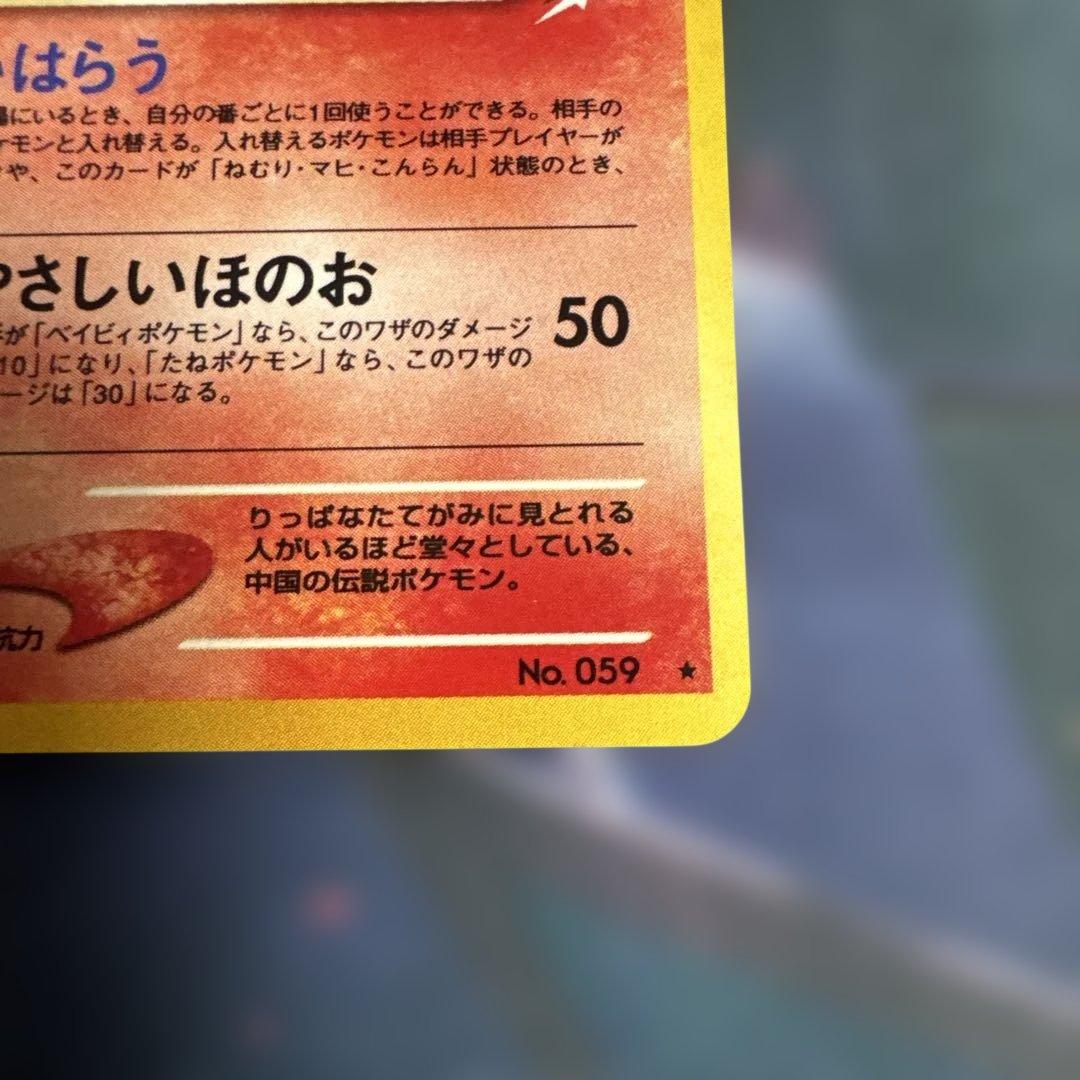 いはらう
場にいるとき、自分の番ごとに1回使うことができる。相手の
ケモンと入れ替える。入れ替えるポケモンは相手プレイヤーが
や、このカードが「ねむり・マヒ・こんらん」状態のとき、
やさしいほのお
が「ベイビィポケモン」なら、このワザのダメージ
50
10」になり、「たねポケモン」なら、このワザの
ージは「30」になる。
りっぱなたてがみに見とれる
人がいるほど堂々としている、
中国の伝説ポケモン。
抗力
No. 059 ★